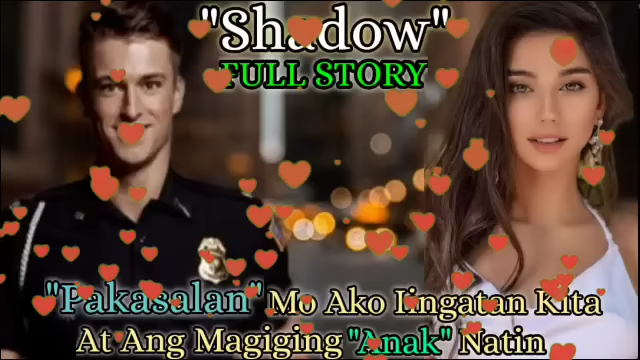 "Shadow"
FULL STORY
"Pakasalan" Mo Ako Iingatan Kita
At Ang Magiging "Anak" Natin